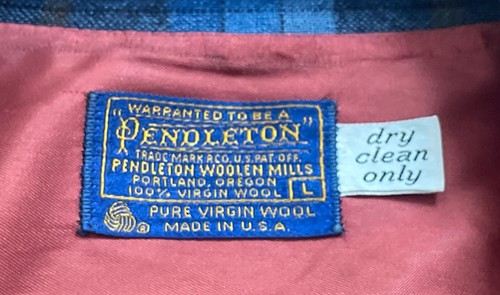 "WARRANTED TO BE A
PENDLETON"
TRADE MARK RCO. U.S. PAT. OFF.
PENDLETON WOOLEN MILLS
PORTLAND, OREGON
100% VIRGIN WOOL L
® PURE VIRGIN WOOL
MADE IN U.S.A.
dry
clean
only